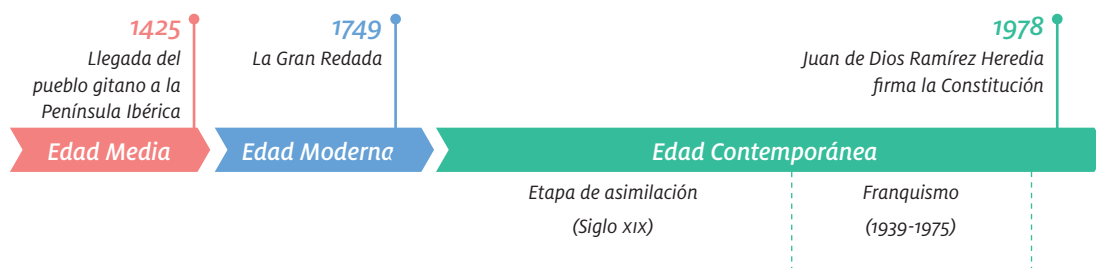 1425
Llegada del
pueblo gitano a la
Península Ibérica
1749
La Gran Redada
1978
Juan de Dios Ramírez Heredia
firma la Constitución
Edad Media
Edad Moderna
Edad Contemporánea
Etapa de asimilación
(Siglo XIX)
Franquismo
(1939-1975)